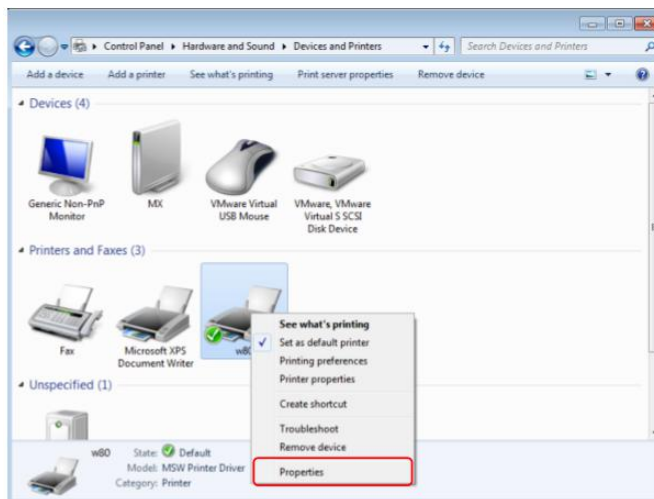 Control Panel ▸ Hardware and Sound ▸ Devices and Printers
Search Devices and Printers
Add a device Add a printer See what's printing Print server properties Remove device
Devices (4)
Generic Non-PnP
Monitor
MX
VMware Virtual
USB Mouse
VMware, VMware
Virtual S SCSI
Disk Device
Printers and Faxes (3)
Fax
Microsoft XPS
Document Writer
w80
See what's printing
Set as default printer
Printing preferences
Printer properties
Create shortcut
Troubleshoot
Remove device
Properties
Unspecified (1)
w80 State: Default
Model: MSW Printer Driver
Category: Printer